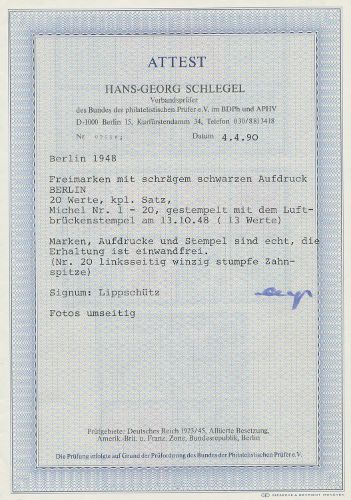 ATTEST
HANS-GEORG SCHLEGEL
Verbandsprüfer
des Bundes der philatelistischen Prüfer e.V. im BDPh und APHV
D-1000 Berlin 15, Kurfürstendamm 34, Telefon 030/8813418
Nr Datum 4.4.90
Berlin 1948
Freimarken mit schrägem schwarzen Aufdruck
BERLIN
20 Werte, kpl. Satz,
Michel Nr. 1 - 20, gestempelt mit dem Luft-
brückenstempel am 13.10.48 ( 13 Werte)
Marken, Aufdrucke und Stempel sind echt, die
Erhaltung ist einwandfrei.
(Nr. 20 linksseitig winzig stumpfe Zahn-
spitze)
Signum: Lippschütz
Fotos umseitig
Prüfgebiete: Deutsches Reich 1923/45, Alliierte Besetzung,
Amerik.-Brit. u. Franz. Zone, Bundesrepublik, Berlin
Die Prüfung erfolgte auf Grund der Prüfordnung des Bundes der Philatelistischen Prüfer e.V.